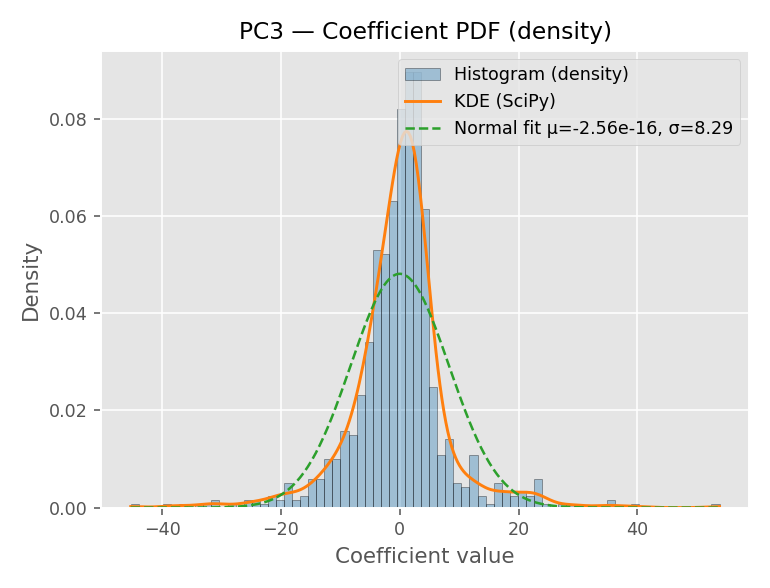 PC3 — Coefficient PDF (density)
Histogram (density)
KDE (SciPy)
Normal fit μ=-2.56e-16, σ=8.29
Density
0.08
0.06
0.04
0.02
0.00
−40
−20
0
20
40
Coefficient value